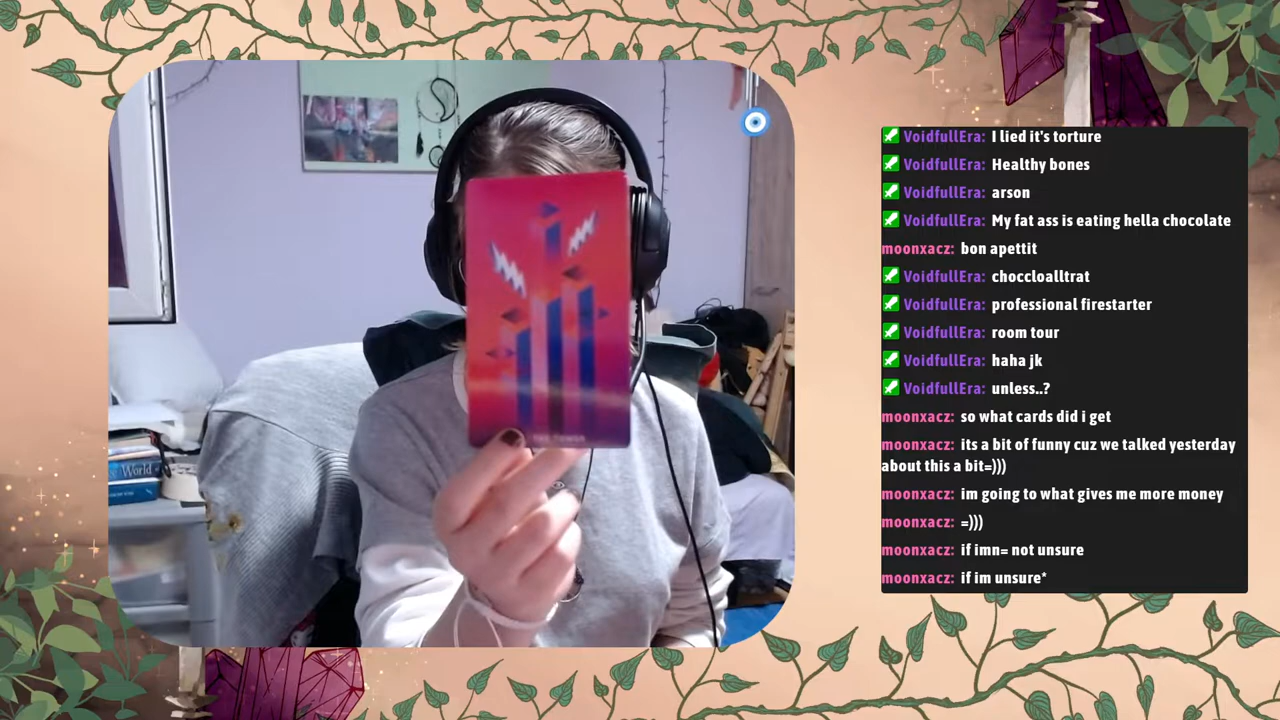 World
THE TOWER
VoidfullEra: I lied it's torture
VoidfullEra: Healthy bones
VoidfullEra: arson
VoidfullEra: My fat ass is eating hella chocolate
moonxacz: bon apettit
VoidfullEra: choccloalltrat
VoidfullEra: professional firestarter
VoidfullEra: room tour
VoidfullEra: haha jk
VoidfullEra: unless..?
moonxacz: so what cards did i get
moonxacz: its a bit of funny cuz we talked yesterday
about this a bit=)))
moonxacz: im going to what gives me more money
moonxacz: =)))
moonxacz: if imn= not unsure
moonxacz: if im unsure*